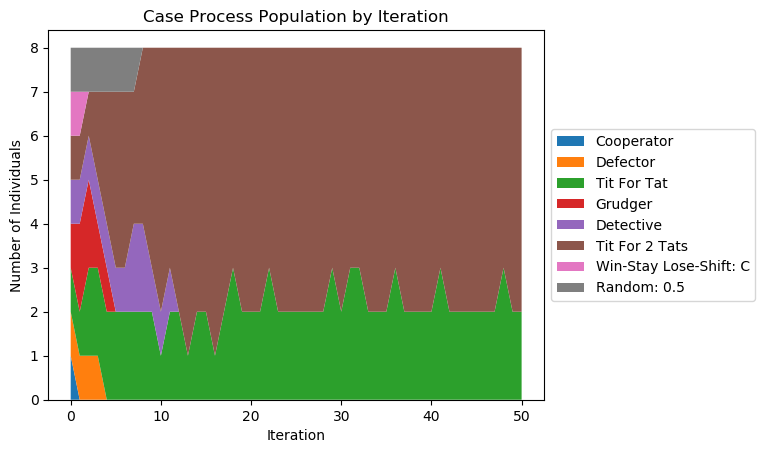 Case Process Population by Iteration
Number of Individuals
8
7
6
5
4
3
2
1
0
0 10 20 30 40 50
Iteration
Cooperator
Defector
Tit For Tat
Grudger
Detective
Tit For 2 Tats
Win-Stay Lose-Shift: C
Random: 0.5